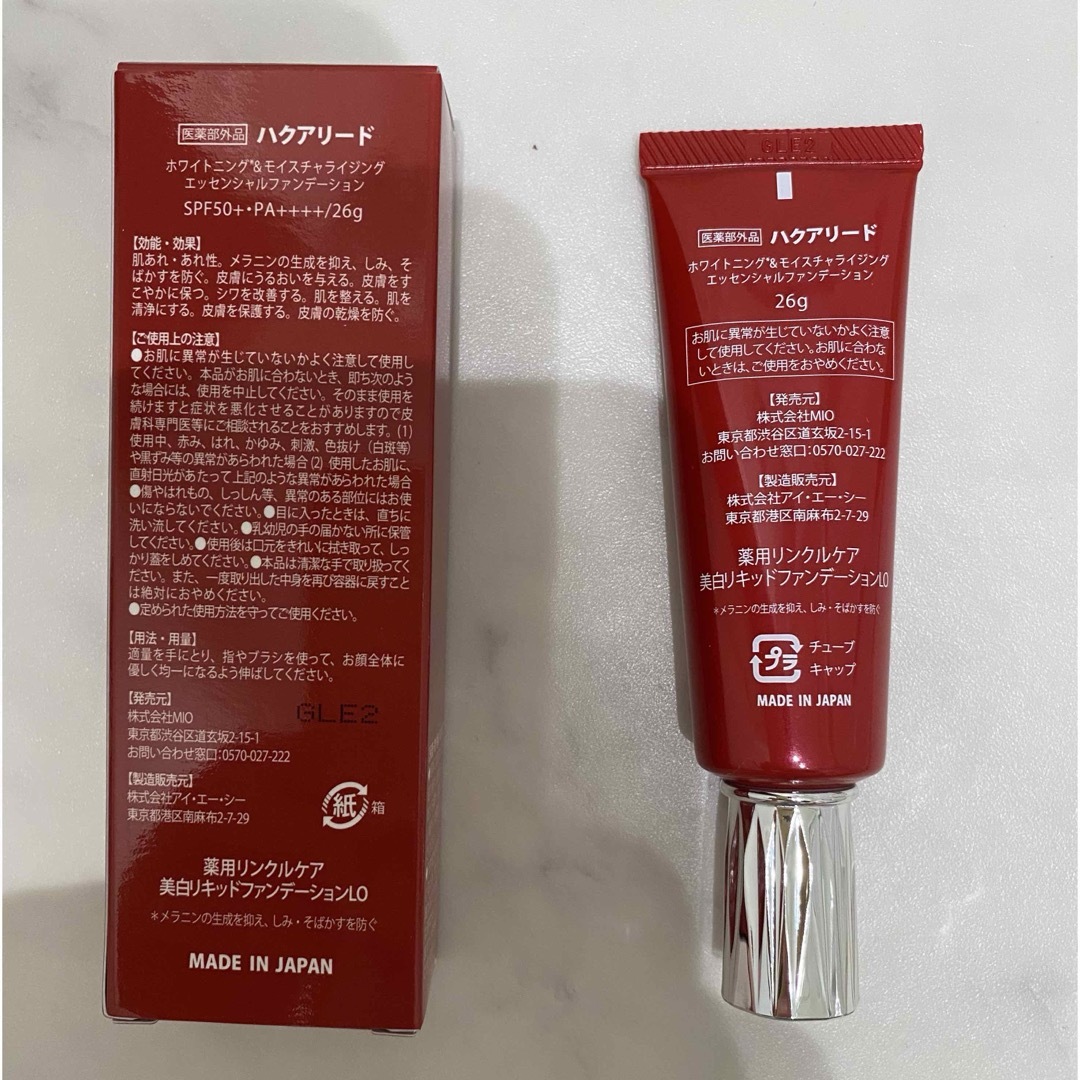 医薬部外品 ハクアリード
ホワイトニング*&モイスチャライジング
エッセンシャルファンデーション
SPF50+・PA++++/26g
【効能・効果】
肌あれ・あれ性。メラニンの生成を抑え、しみ、そ
ばかすを防ぐ。皮膚にうるおいを与える。皮膚をす
こやかに保つ。シワを改善する。肌を整える。肌を
清浄にする。皮膚を保護する。皮膚の乾燥を防ぐ。
【ご使用上の注意】
●お肌に異常が生じていないかよく注意して使用し
てください。本品がお肌に合わないとき、即ち次のよう
な場合には、使用を中止してください。そのまま使用を
続けますと症状を悪化させることがありますので皮
膚科専門医等にご相談されることをおすすめします。(1)
使用中、赤み、はれ、かゆみ、刺激、色抜け（白斑等）
や黒ずみ等の異常があらわれた場合(2) 使用したお肌に、
直射日光があたって上記のような異常があらわれた場合
●傷やはれもの、しっしん等、異常のある部位にはお使
いにならないでください。●目に入ったときは、直ちに
洗い流してください。●乳幼児の手の届かない所に保管
してください。●使用後は口元をきれいに拭き取って、しっ
かり蓋をしめてください。●本品は清潔な手で取り扱ってく
ださい。また、一度取り出した中身を再び容器に戻すこと
は絶対におやめください。
●定められた使用方法を守ってご使用ください。
【用法・用量】
適量を手にとり、指やブラシを使って、お顔全体に
優しく均一になるよう伸ばしてください。
【発売元】
株式会社MIO
東京都渋谷区道玄坂2-15-1
お問い合わせ窓口:0570-027-222
GLE2
【製造販売元】
株式会社アイ・エー・シー
東京都港区南麻布2-7-29
紙 箱
薬用リンクルケア
美白リキッドファンデーションLO
*メラニンの生成を抑え、しみ・そばかすを防ぐ
MADE IN JAPAN
GLE2
医薬部外品 ハクアリード
ホワイトニング*&モイスチャライジング
エッセンシャルファンデーション
26g
お肌に異常が生じていないかよく注意
して使用してください。お肌に合わな
いときは、ご使用をおやめください。
【発売元】
株式会社MIO
東京都渋谷区道玄坂2-15-1
お問い合わせ窓口:0570-027-222
【製造販売元】
株式会社アイ・エー・シー
東京都港区南麻布2-7-29
薬用リンクルケア
美白リキッドファンデーションLO
*メラニンの生成を抑え、しみ・そばかすを防ぐ
プラ チューブ
キャップ
MADE IN JAPAN